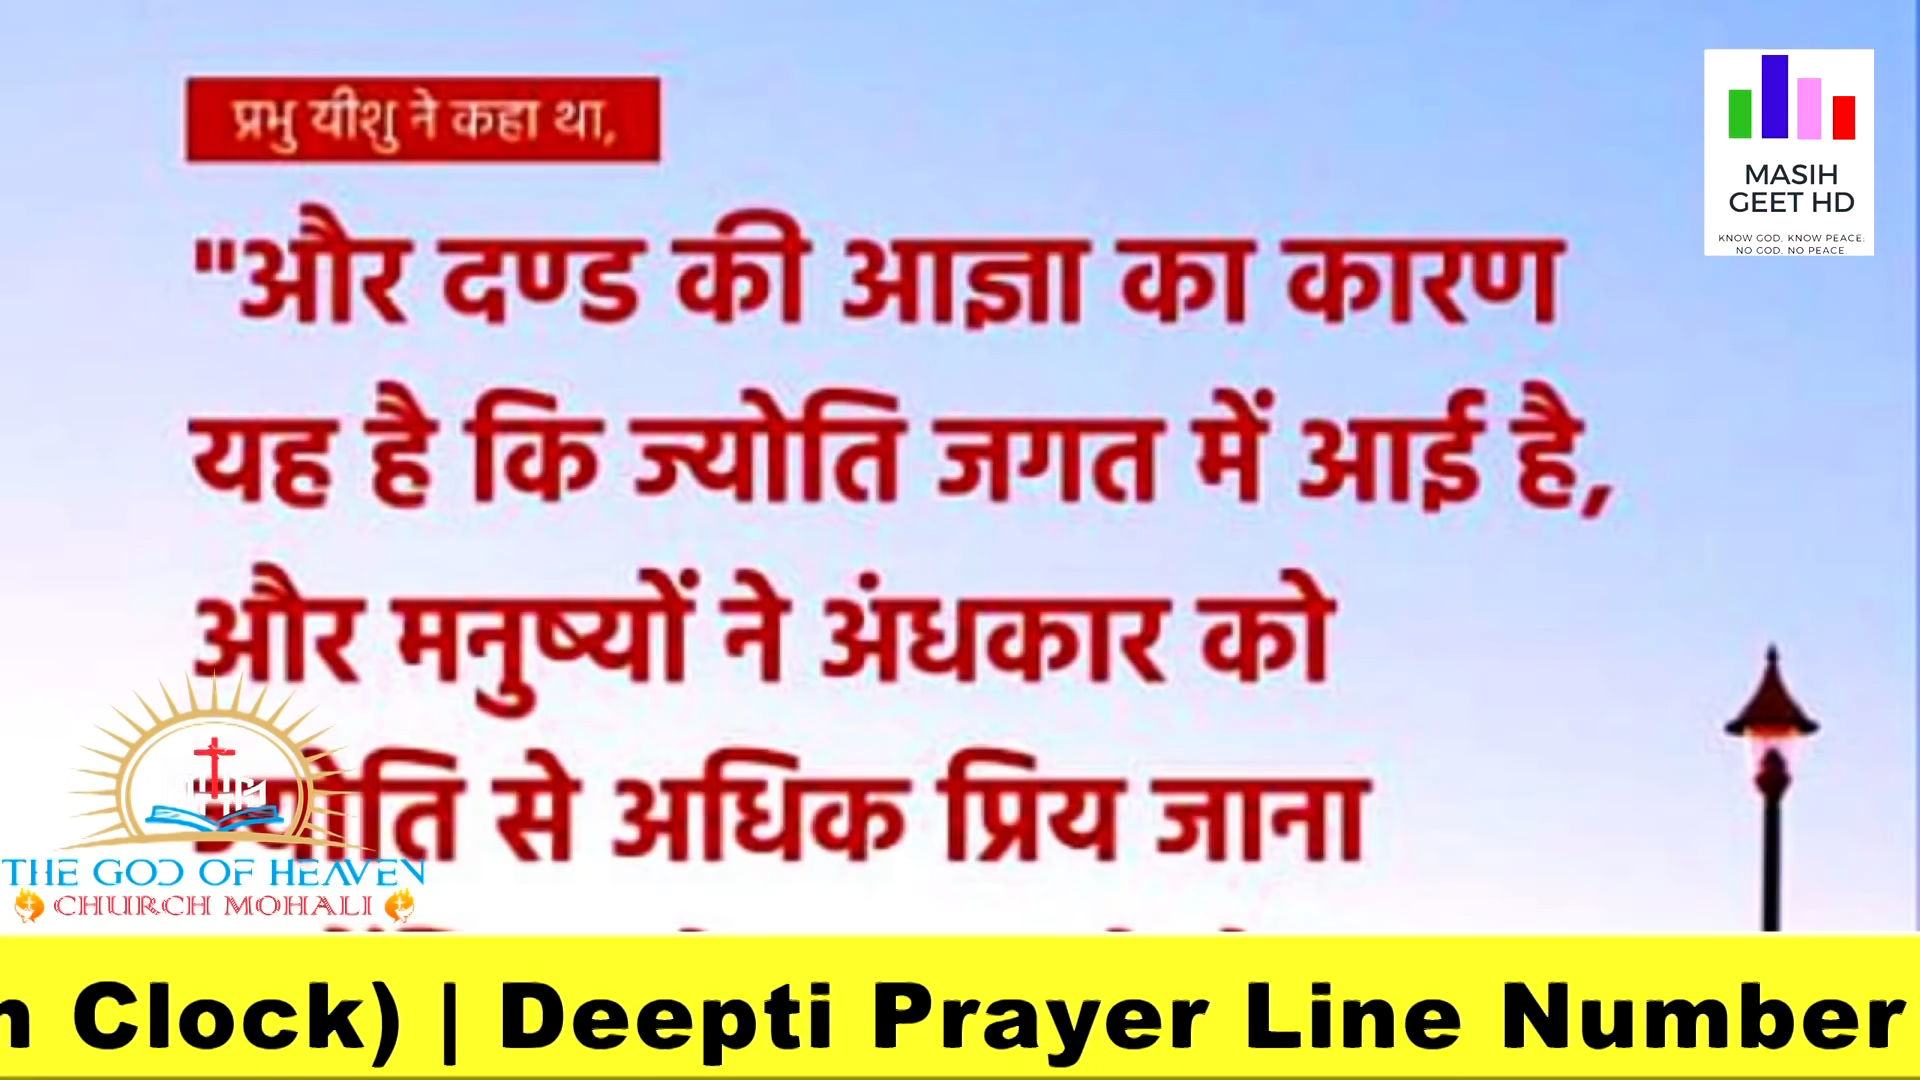 प्रभु यीशु ने कहा था,
"और दण्ड की आज्ञा का कारण
यह है कि ज्योति जगत में आई है,
और मनुष्यों ने अंधकार को
ज्योति से अधिक प्रिय जाना
MASIH
GEET HD
KNOW GOD, KNOW PEACE;
NO GOD, NO PEACE.
THE GOD OF HEAVEN
CHURCH MOHALI
n Clock) | Deepti Prayer Line Number